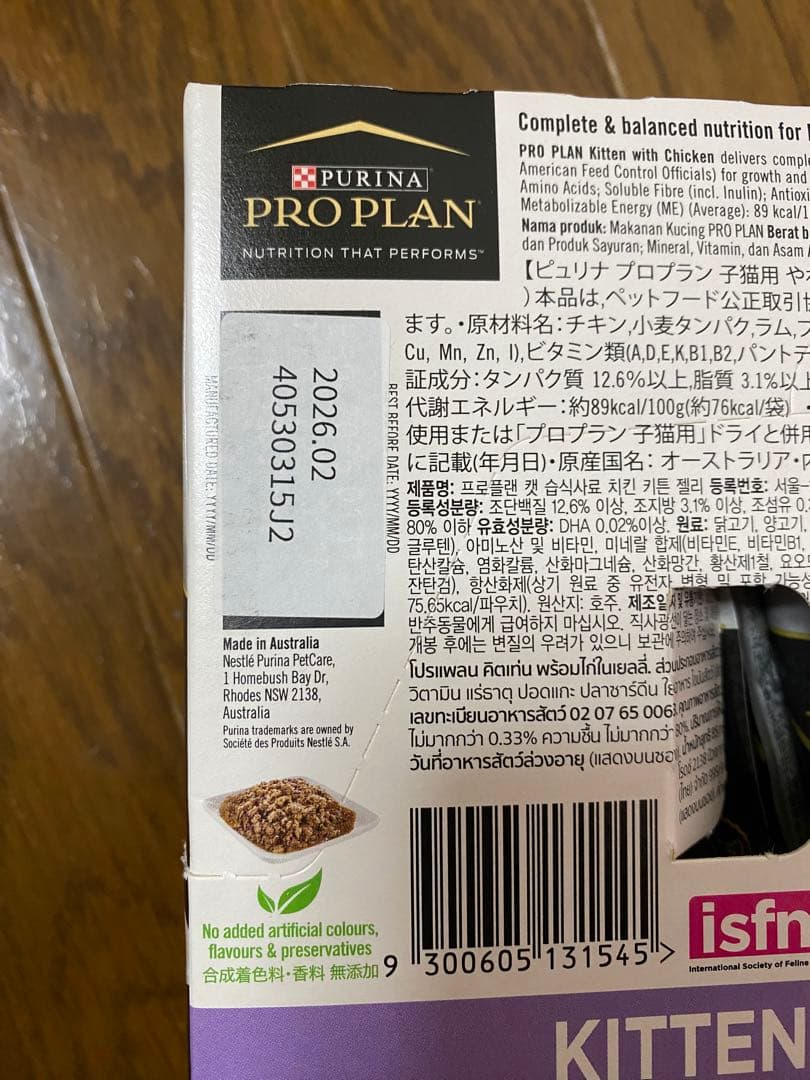 PURINA
PRO PLAN
NUTRITION THAT PERFORMS™
Complete & balanced nutrition for
PRO PLAN Kitten with Chicken delivers
American Feed Control Officials) for growth and
Amino Acids; Soluble Fibre (incl. Inulin);
Metabolizable Energy (ME) (Average): 89
Nama produk: Makanan Kucing PRO PLAN Berat
dan Produk Sayuran; Mineral, Vitamin, dan Asam
【ピュリナ プロプラン 子猫用
)本品は,ペットフード公正取引
ます。・原材料名:チキン,小麦タンパク,ラム,
Cu, Mn, Zn, I),ビタミン類(A,D,E,K,B1,B2,
証成分:タンパク質 12.6%以上,脂質 3.1%以上
代謝エネルギー:約89kcal/100g(約76kcal/袋)
使用または「プロプラン 子猫用」ドライと併用
に記載(年月日)・原産国名: オーストラリア・
MANUFACTURED DATE: YYYY/MM/DD
2026.02
40530315J2
BEST BEFORE DATE: YYYY/MM/DD
제품명: 프로플랜 캣 습식사료 치킨 키튼 젤리 등록번호:
등록성분량: 조단백질 12.6% 이상, 조지방 3.1% 이상, 조섬유
80% 이하 유효성분량: DHA 0.02%이상. 원료: 닭고기, 양고기,
글루텐), 아미노산 및 비타민, 미네랄 합제(비타민E, 비타민B1,
탄산칼슘, 염화칼륨, 산화마그네슘, 산화망간, 황산제1철,
잔탄검), 항산화제(상기 원료 중 유전자 변형
75.65kcal/파우치). 원산지: 호주. 제조일
반추동물에게 급여하지 마십시오.
개봉 후에는 변질의 우려가 있으니 보관에
โปรแพลน คิตเท่น พร้อมไก่ในเยลลี่.
วิตามิน แร่ธาตุ ปอดแกะ ปลาซาร์ดีน
เลขทะเบียนอาหารสัตว์ 02 07 65 0063
ไม่มากกว่า 0.33% ความชื้น ไม่มากกว่า
วันที่อาหารสัตว์ล่วงอายุ
Made in Australia
Nestlé Purina PetCare,
1 Homebush Bay Dr,
Rhodes NSW 2138,
Australia
Purina trademarks are owned by
Société des Produits Nestlé S.A.
No added artificial colours,
flavours & preservatives
合成着色料・香料 無添加
9 300605 131545 >
isfm
International Society of Feline
KITTEN